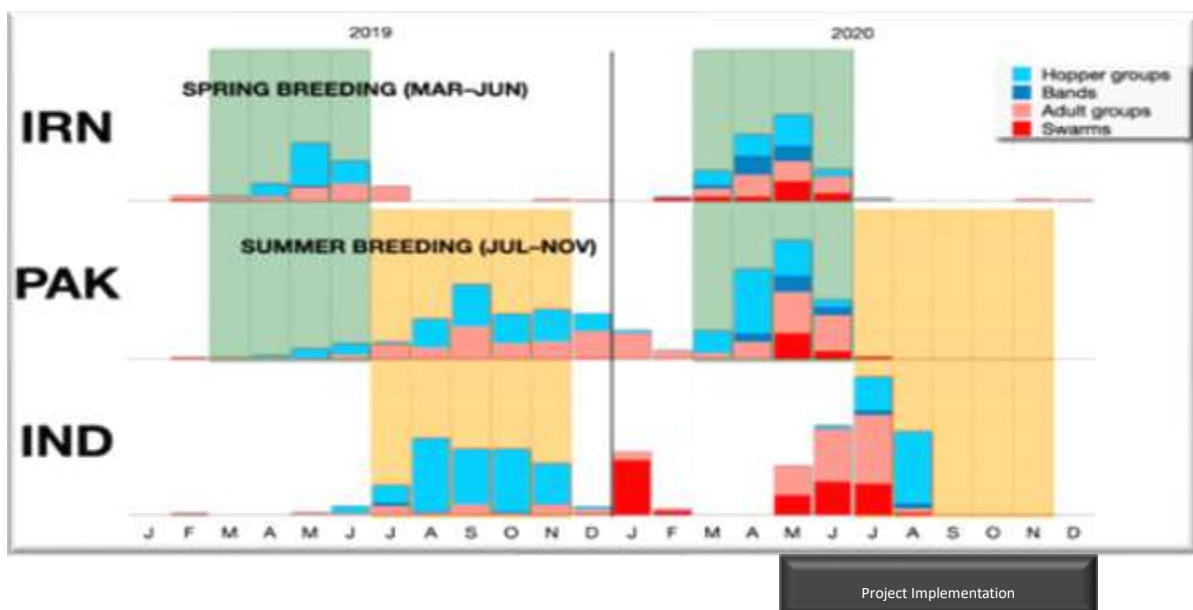 2019 2020
Hopper groups
Bands
Adult groups
Swarms
SPRING BREEDING (MAR–JUN)
IRN
SUMMER BREEDING (JUL–NOV)
PAK
IND
J F M A M J J A S O N D J F M A M J J A S O N D
Project Implementation